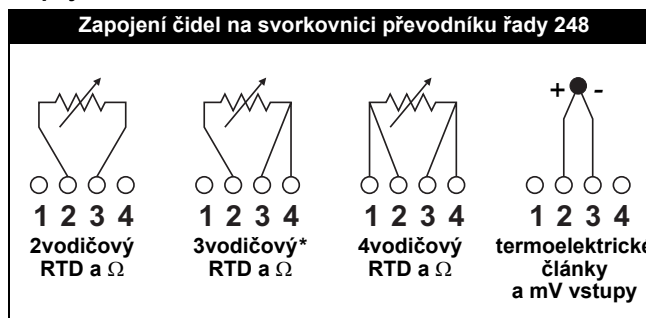 Zapojení čidel na svorkovnici převodníku řady 248
+ -
1 2 3 4
2vodičový
RTD a Ω
1 2 3 4
3vodičový*
RTD a Ω
1 2 3 4
4vodičový
RTD a Ω
1 2 3 4
termoelektrické
články
a mV vstupy